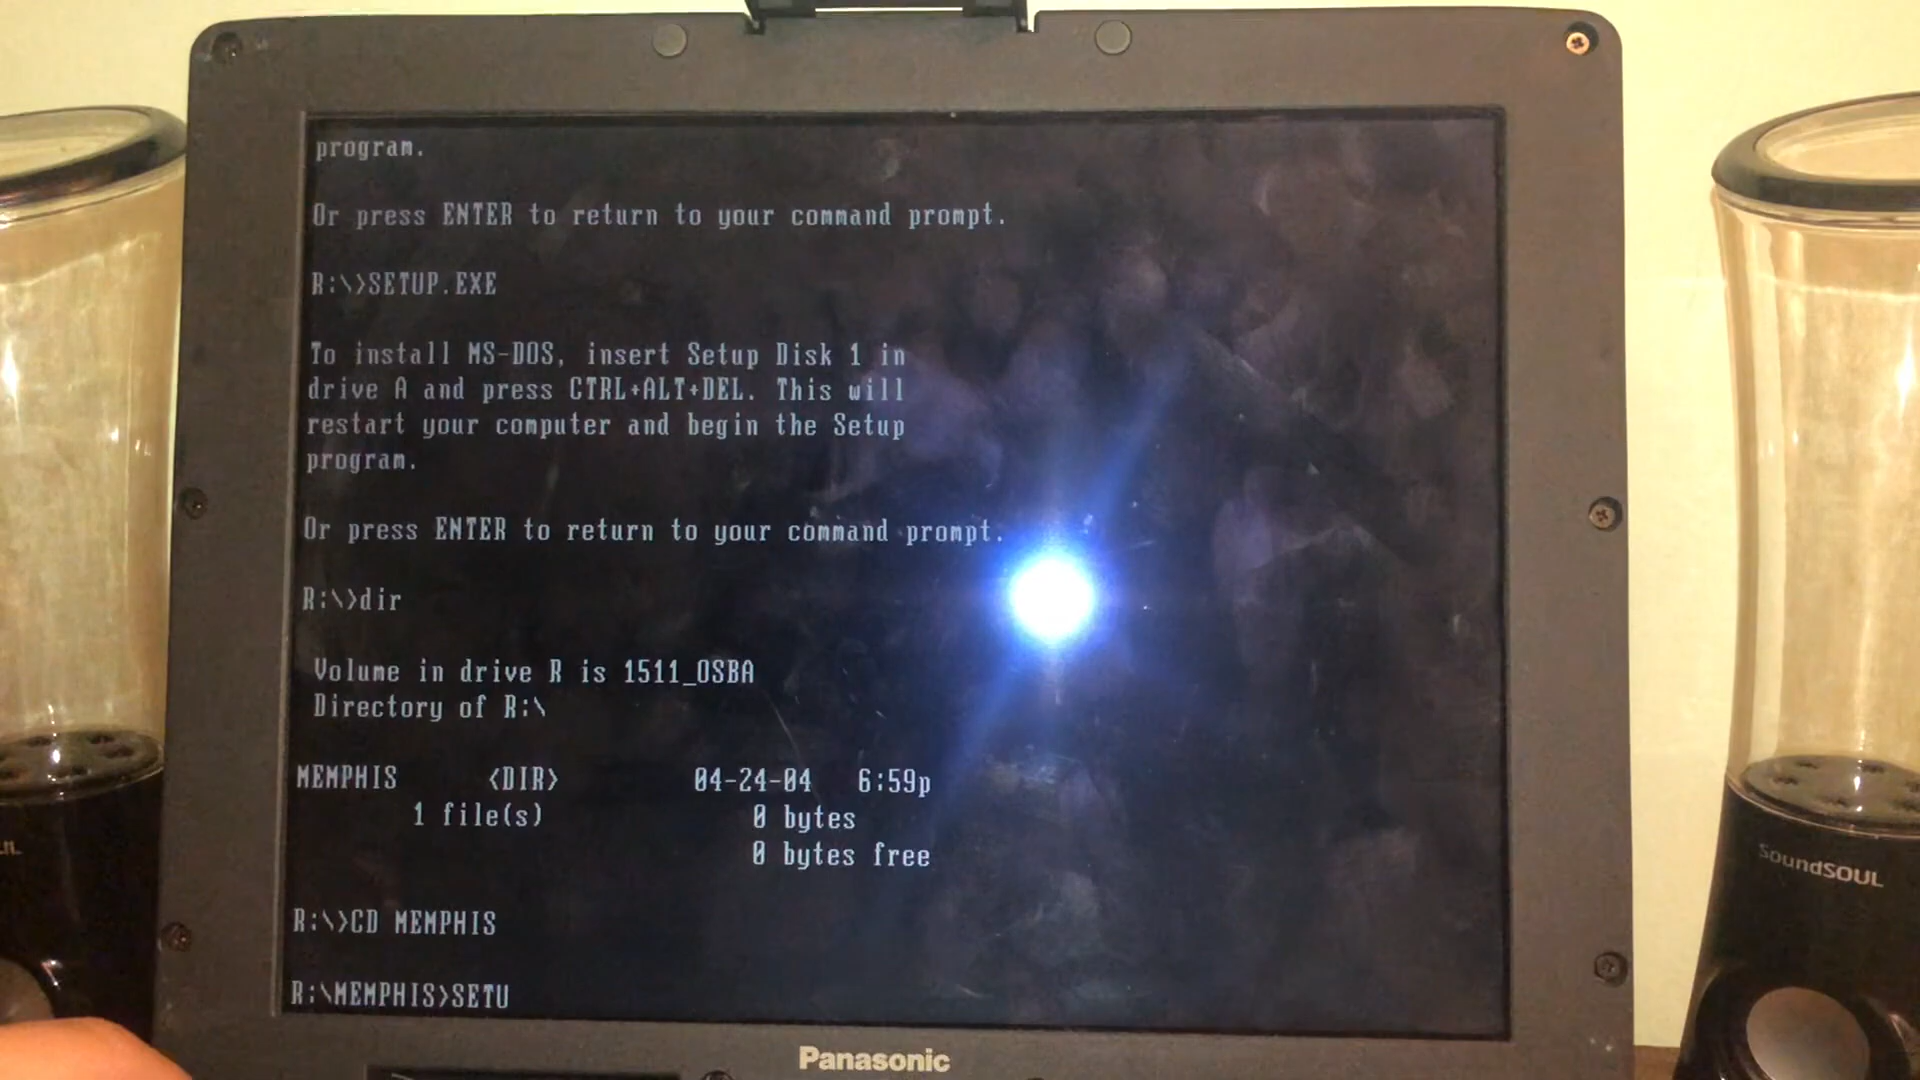 program.
Or press ENTER to return to your command prompt.
R:\>SETUP.EXE
To install MS-DOS, insert Setup Disk 1 in
drive A and press CTRL+ALT+DEL. This will
restart your computer and begin the Setup
program.
Or press ENTER to return to your command prompt.
R:\>dir
Volume in drive R is 1511_OSBA
Directory of R:\
MEMPHIS <DIR> 04-24-04 6:59p
1 file(s) 0 bytes
0 bytes free
R:\>CD MEMPHIS
R:\MEMPHIS>SETU
Panasonic
SoundSOUL